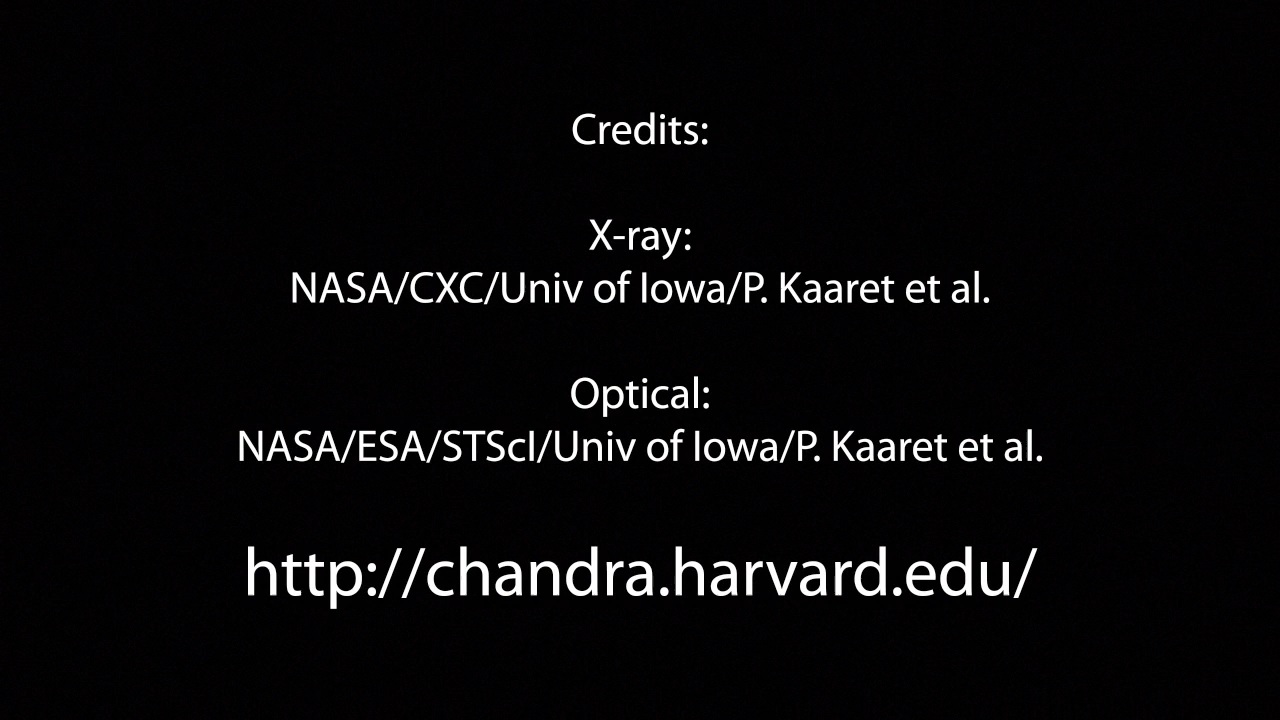 Credits:
X-ray:
NASA/CXC/Univ of Iowa/P. Kaaret et al.
Optical:
NASA/ESA/STScI/Univ of Iowa/P. Kaaret et al.
http://chandra.harvard.edu/